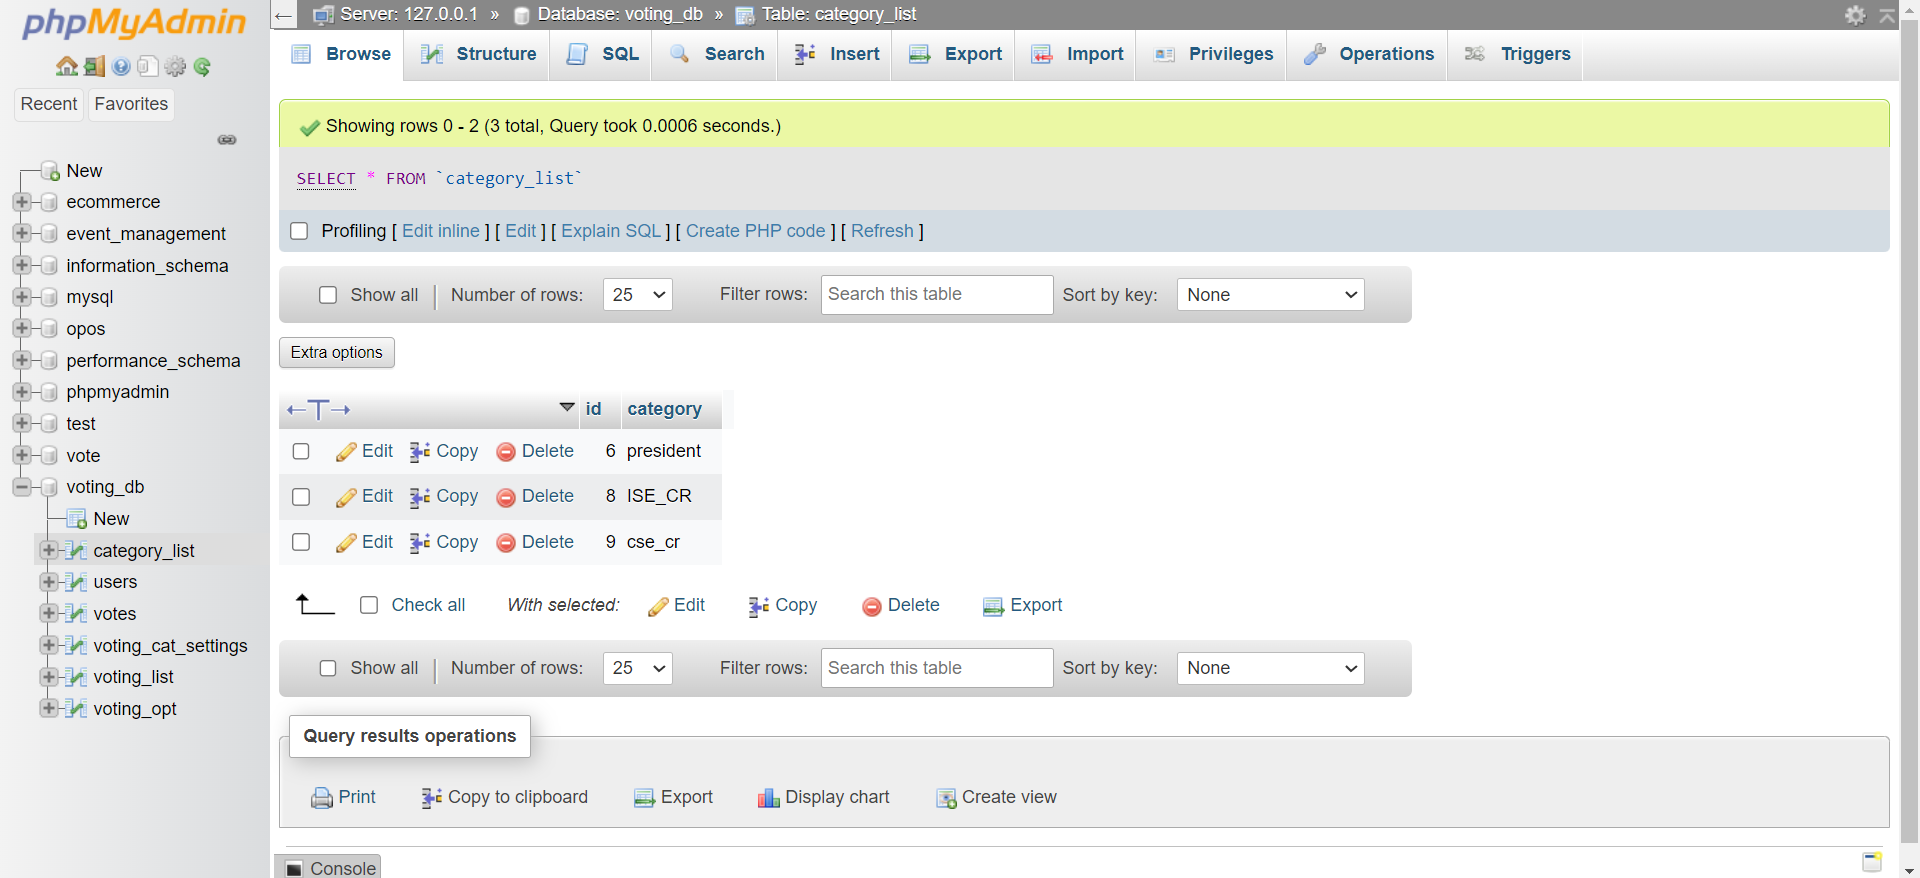 phpMyAdmin
Recent Favorites
New
ecommerce
event_management
information_schema
mysql
opos
performance_schema
phpmyadmin
test
vote
voting_db
New
category_list
users
votes
voting_cat_settings
voting_list
voting_opt
Server: 127.0.0.1 » Database: voting_db » Table: category_list
Browse Structure SQL Search Insert Export Import Privileges Operations Triggers
Showing rows 0 - 2 (3 total, Query took 0.0006 seconds.)
SELECT * FROM `category_list`
Profiling [ Edit inline ] [ Edit ] [ Explain SQL ] [ Create PHP code ] [ Refresh ]
Show all | Number of rows: 25 Filter rows: Search this table Sort by key: None
Extra options
←T→ id category
Edit Copy Delete 6 president
Edit Copy Delete 8 ISE_CR
Edit Copy Delete 9 cse_cr
Check all With selected: Edit Copy Delete Export
Show all | Number of rows: 25 Filter rows: Search this table Sort by key: None
Query results operations
Print Copy to clipboard Export Display chart Create view
Console